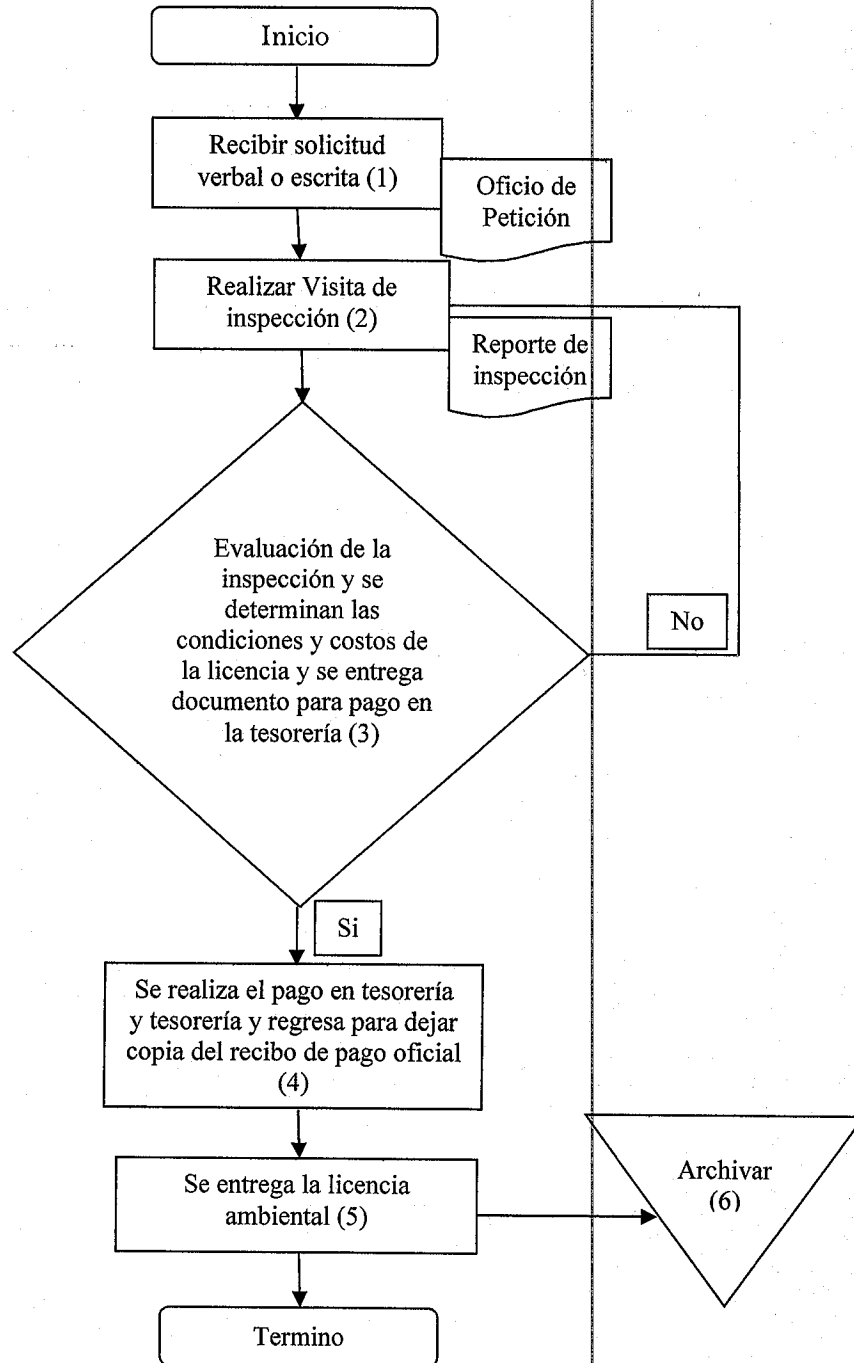 Inicio
Recibir solicitud
verbal o escrita (1)
Oficio de
Petición
Realizar Visita de
inspección (2)
Reporte de
inspección
Evaluación de la
inspección y se
determinan las
condiciones y costos de
la licencia y se entrega
documento para pago en
la tesorería (3)
No
Si
Se realiza el pago en tesorería
y tesorería y regresa para dejar
copia del recibo de pago oficial
(4)
Se entrega la licencia
ambiental (5)
Archivar
(6)
Termino